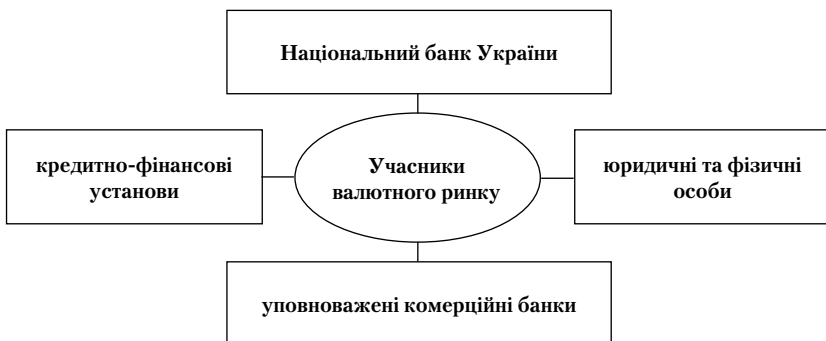 Національний банк України
кредитно-фінансові
установи
Учасники
валютного ринку
юридичні та фізичні
особи
уповноважені комерційні банки